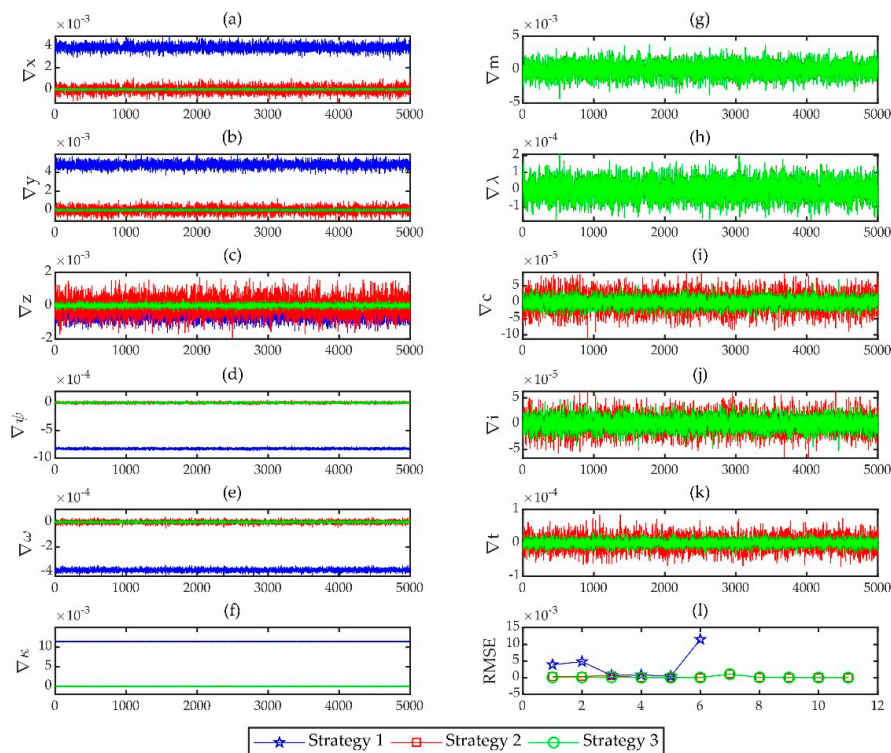 (a)
×10⁻³
4
2
0
∇x
0 1000 2000 3000 4000 5000
(b)
×10⁻³
4
2
0
∇y
0 1000 2000 3000 4000 5000
(c)
×10⁻³
2
0
-2
∇z
0 1000 2000 3000 4000 5000
(d)
×10⁻⁴
0
-5
-10
∇ψ
0 1000 2000 3000 4000 5000
(e)
×10⁻⁴
0
-2
-4
∇ω
0 1000 2000 3000 4000 5000
(f)
×10⁻³
10
5
0
∇κ
0 1000 2000 3000 4000 5000
(g)
×10⁻³
5
0
-5
∇m
0 1000 2000 3000 4000 5000
(h)
×10⁻⁴
2
1
0
-1
∇λ
0 1000 2000 3000 4000 5000
(i)
×10⁻⁵
5
0
-5
-10
∇c
0 1000 2000 3000 4000 5000
(j)
×10⁻⁵
5
0
-5
∇i
0 1000 2000 3000 4000 5000
(k)
×10⁻⁴
1
0
-1
∇t
0 1000 2000 3000 4000 5000
(l)
×10⁻³
15
10
5
0
-5
RMSE
0 2 4 6 8 10 12
Strategy 1 Strategy 2 Strategy 3